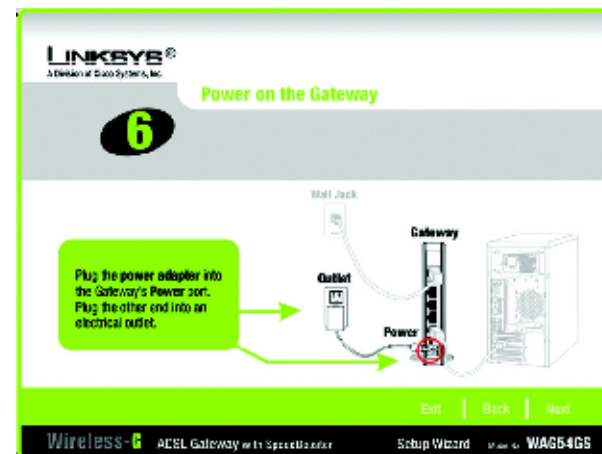 LINKSYS®
A Division of Cisco Systems, Inc.
Power on the Gateway
6
Wall Jack
Gateway
Plug the power adapter into
the Gateway's Power port.
Plug the other end into an
electrical outlet.
Outlet
Power
Exit | Back | Next
Wireless-G ADSL Gateway with SpeedBooster Setup Wizard Model No. WAG54GS